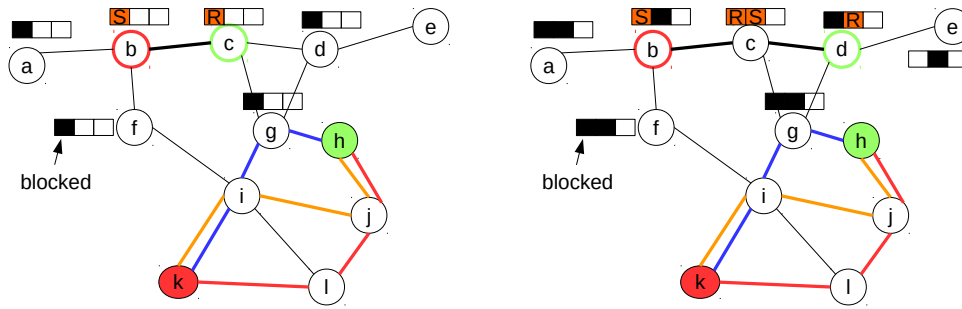 S R
a b c d e
f g h
blocked
i j
k l
S R S R
a b c d e
f g h
blocked
i j
k l